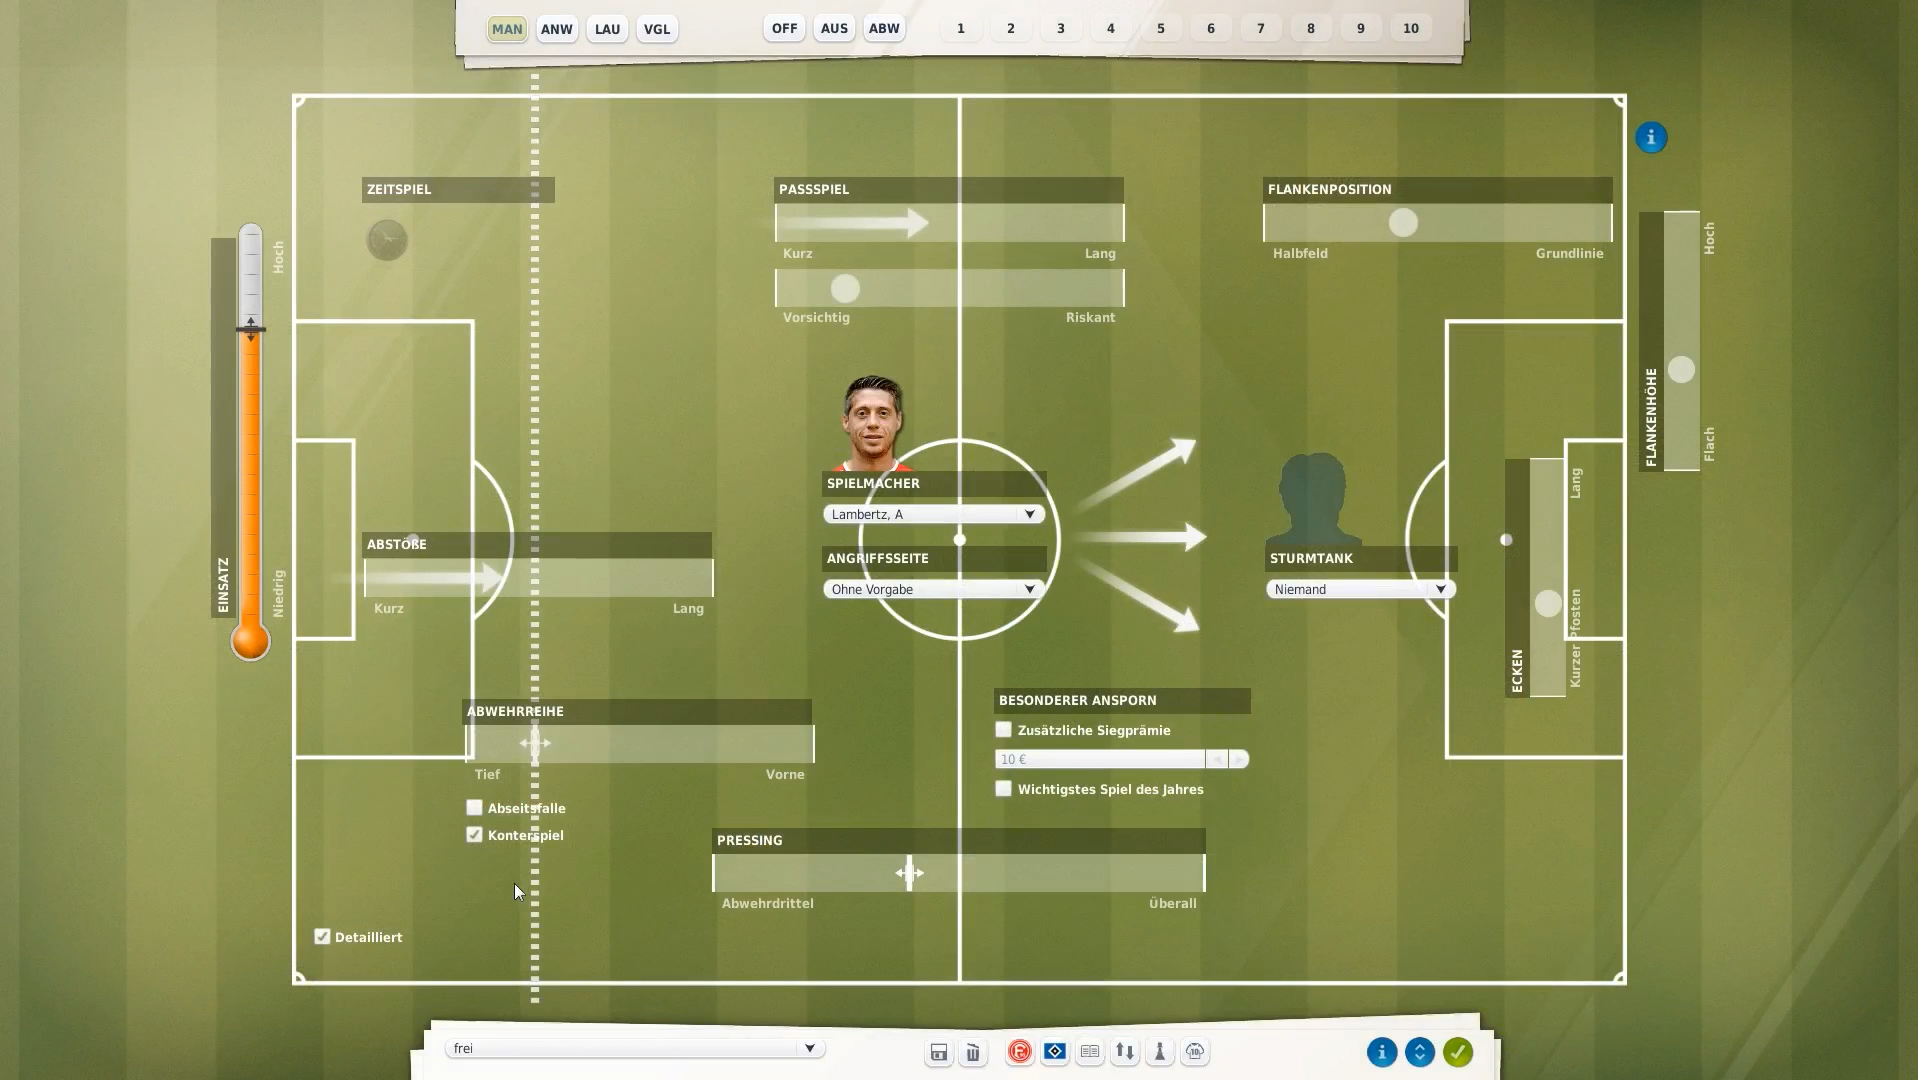 MAN ANW LAU VGL OFF AUS ABW 1 2 3 4 5 6 7 8 9 10
ZEITSPIEL
PASSSPIEL
Kurz Lang
Vorsichtig Riskant
FLANKENPOSITION
Halbfeld Grundlinie
EINSATZ
Hoch
Niedrig
FLANKENHÖHE
Hoch
Flach
SPIELMACHER
Lambertz, A
ANGRIFFSSEITE
Ohne Vorgabe
STURMTANK
Niemand
ABSTÖßE
Kurz Lang
ECKEN
Lang
Kurzer Pfosten
ABWEHRREIHE
Tief Vorne
Abseitsfalle
Konterspiel
BESONDERER ANSPORN
Zusätzliche Siegprämie
10 €
Wichtigstes Spiel des Jahres
PRESSING
Abwehrdrittel Überall
Detailliert
frei